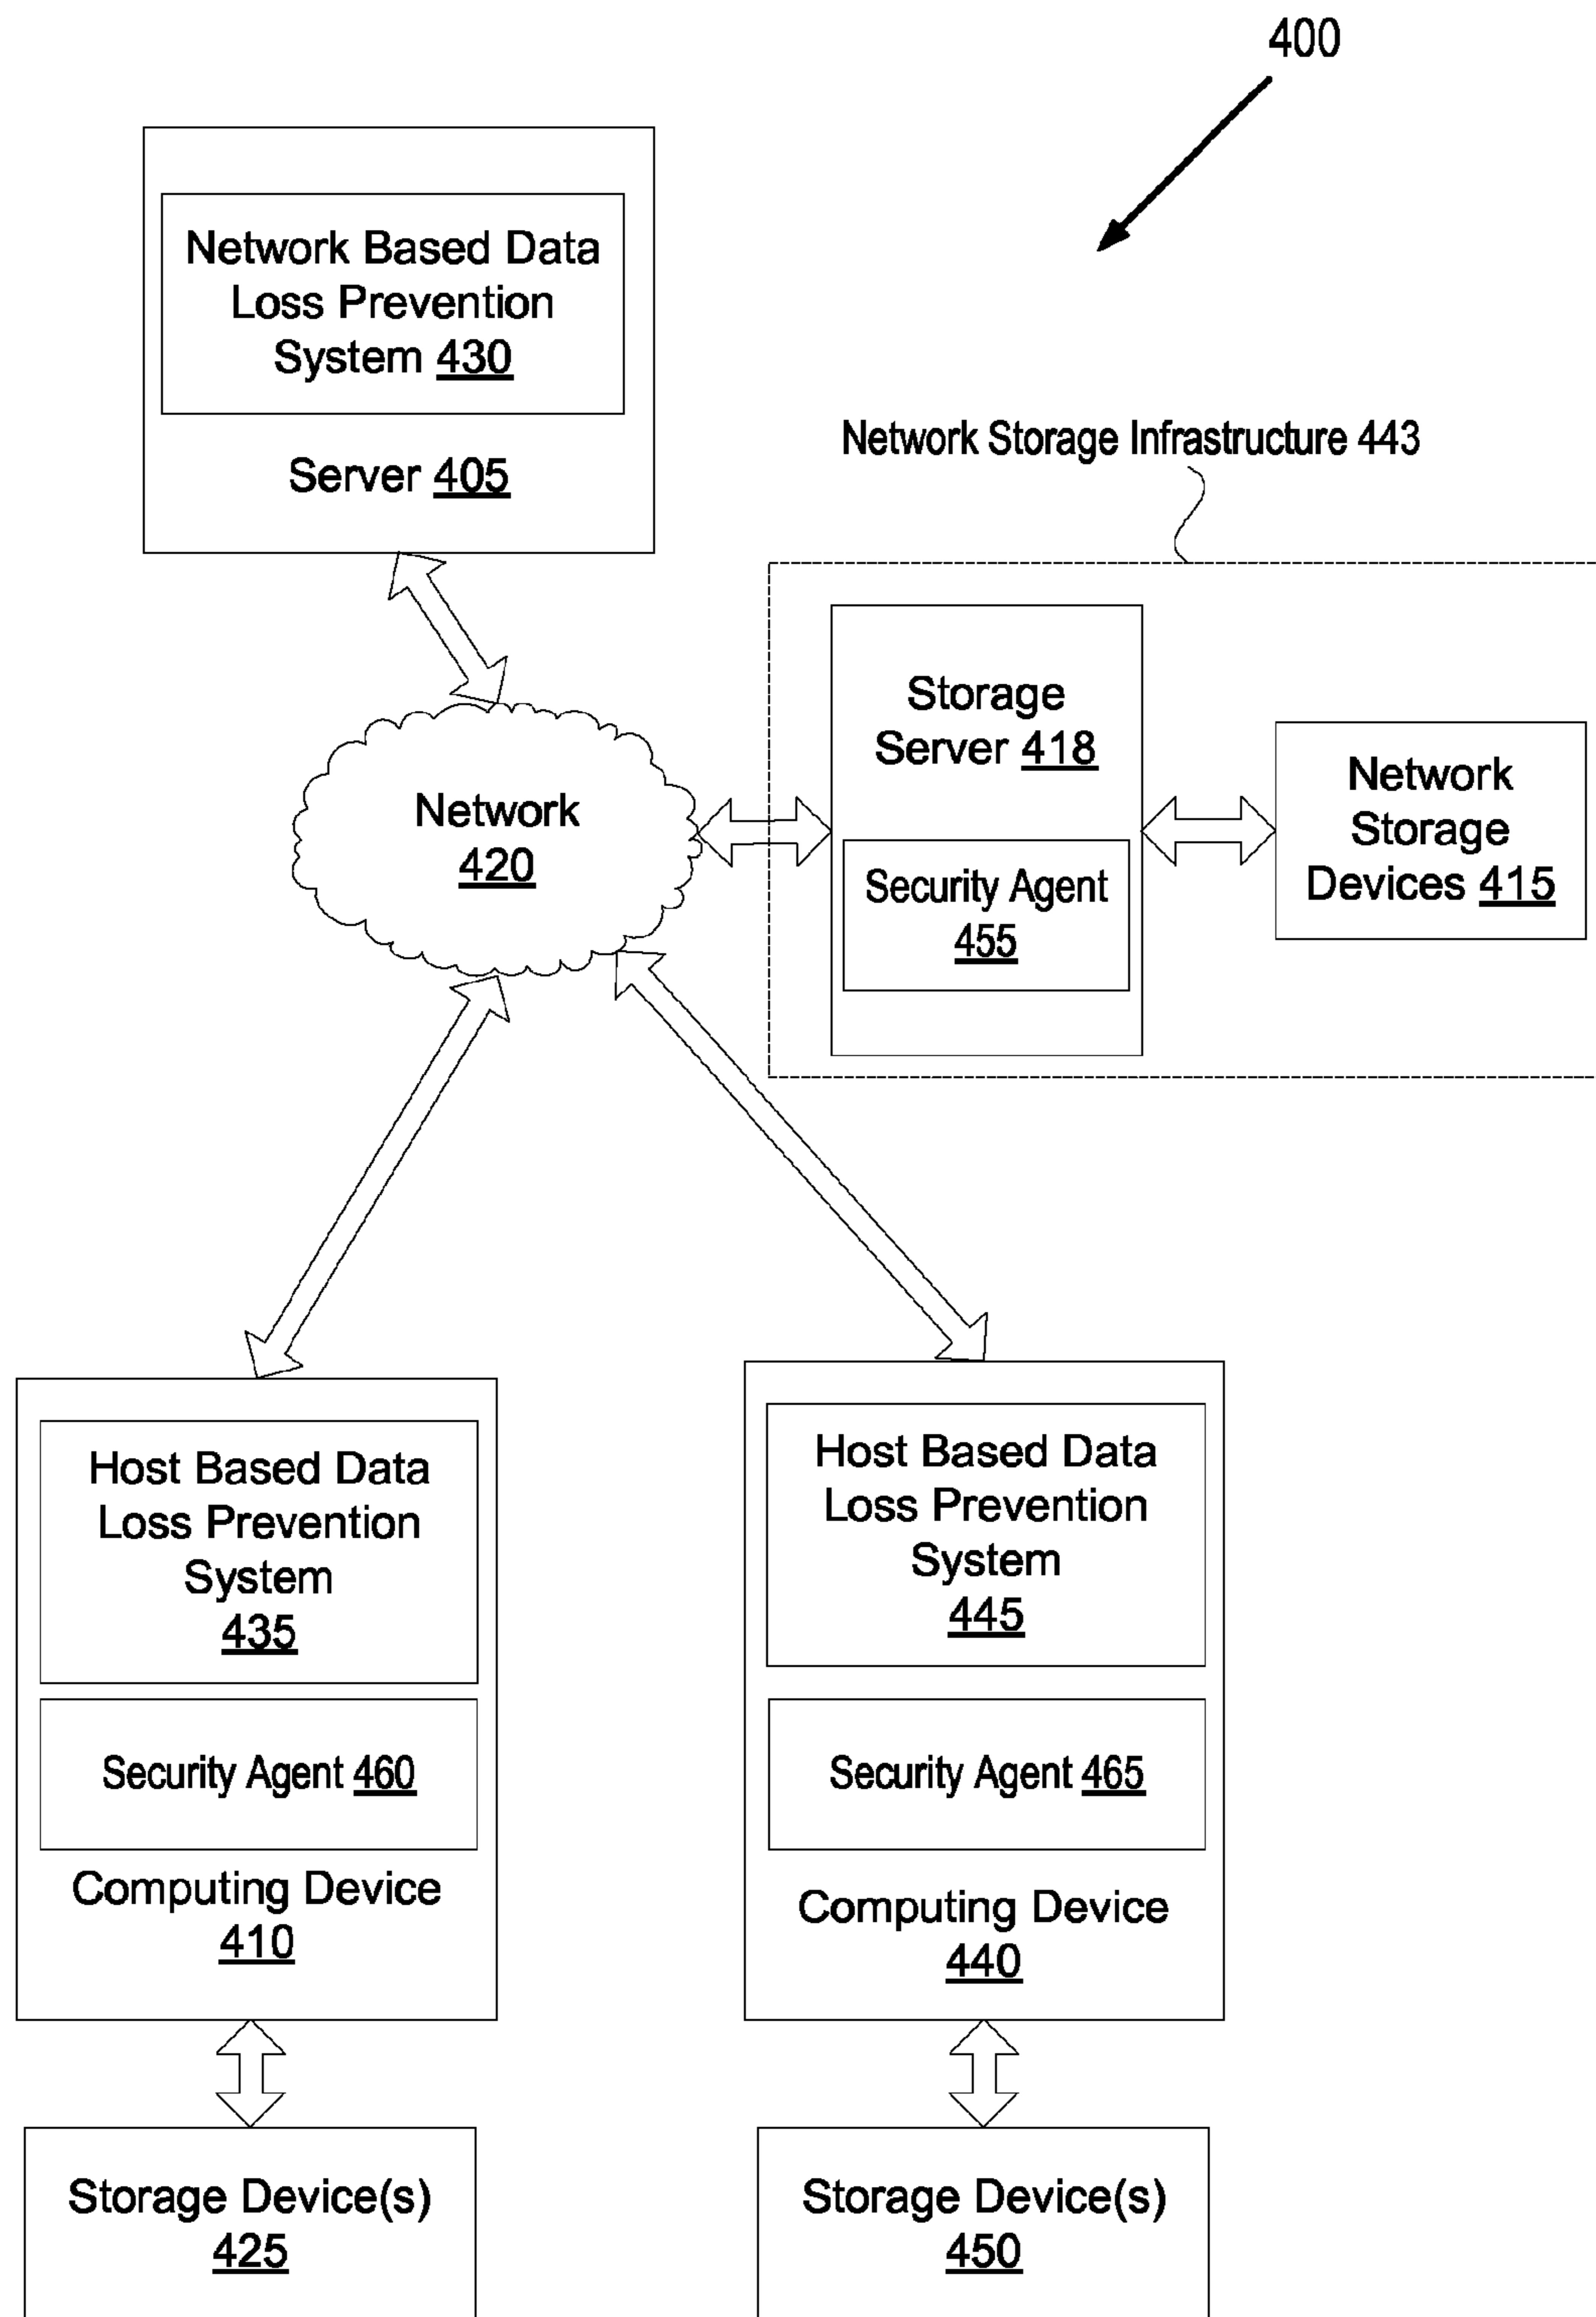 400
Network Based Data
Loss Prevention
System 430
Server 405
Network Storage Infrastructure 443
Storage
Server 418
Security Agent
455
Network
Storage
Devices 415
Network
420
Host Based Data
Loss Prevention
System
435
Security Agent 460
Computing Device
410
Host Based Data
Loss Prevention
System
445
Security Agent 465
Computing Device
440
Storage Device(s)
425
Storage Device(s)
450